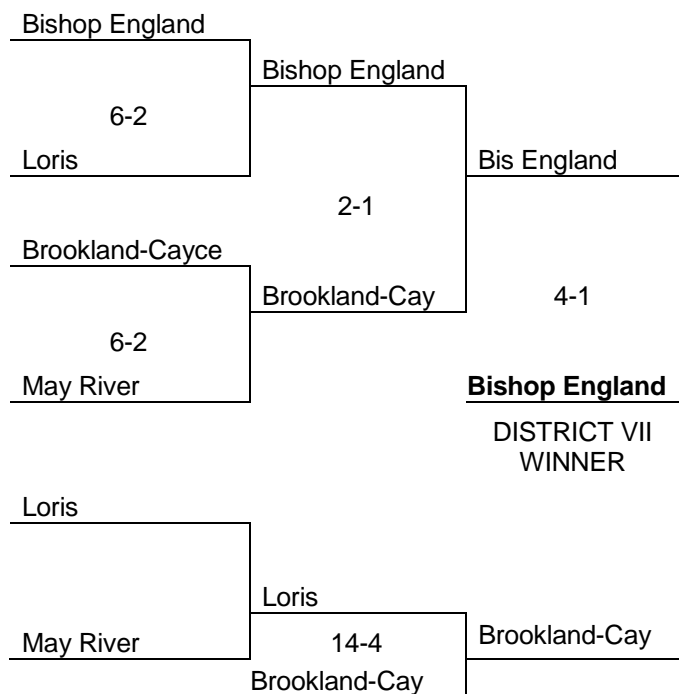 Bishop England
Bishop England
6-2
Loris
Bis England
2-1
Brookland-Cayce
Brookland-Cay
4-1
6-2
May River
Bishop England
DISTRICT VII
WINNER
Loris
Loris
May River
14-4
Brookland-Cay
Brookland-Cay